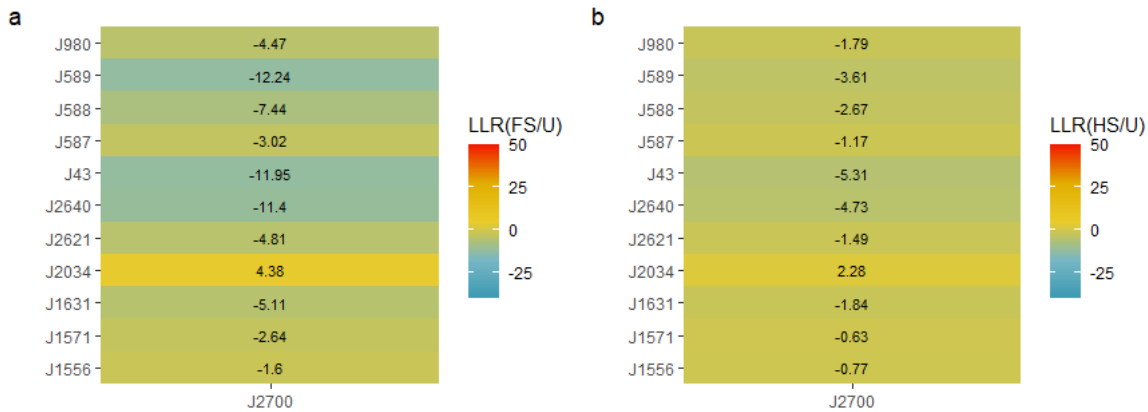 a
J980
-4.47
J589
-12.24
J588
-7.44
J587
-3.02
J43
-11.95
J2640
-11.4
J2621
-4.81
J2034
4.38
J1631
-5.11
J1571
-2.64
J1556
-1.6
J2700
LLR(FS/U)
50
25
0
-25
b
J980
-1.79
J589
-3.61
J588
-2.67
J587
-1.17
J43
-5.31
J2640
-4.73
J2621
-1.49
J2034
2.28
J1631
-1.84
J1571
-0.63
J1556
-0.77
J2700
LLR(HS/U)
50
25
0
-25